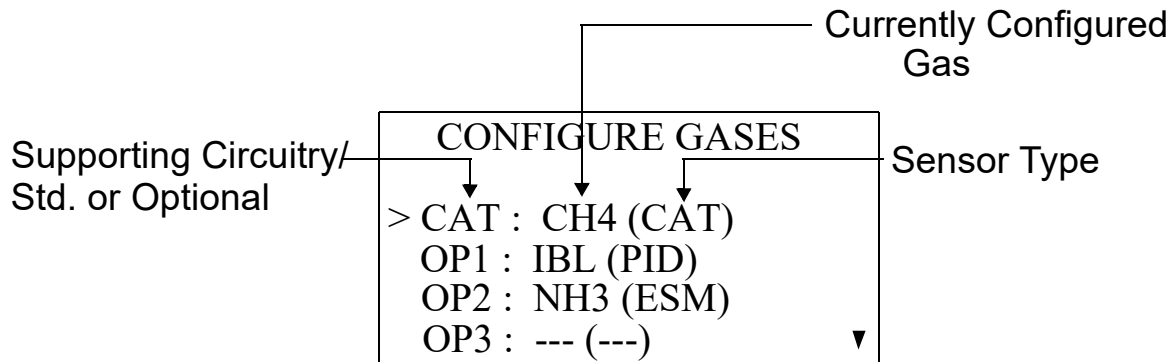 Currently Configured
Gas
CONFIGURE GASES
Supporting Circuitry/
Std. or Optional
Sensor Type
> CAT : CH4 (CAT)
OP1 : IBL (PID)
OP2 : NH3 (ESM)
OP3 : --- (---)